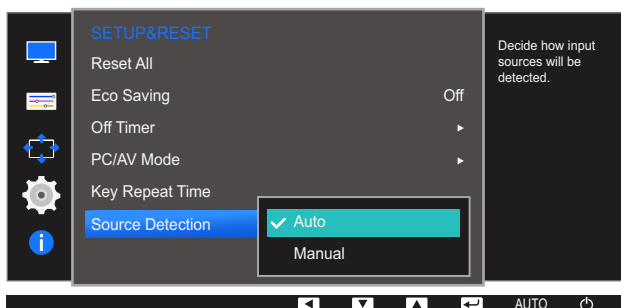 SETUP&RESET
Reset All
Eco Saving Off
Off Timer
PC/AV Mode
Key Repeat Time
Source Detection
Auto
Manual
Decide how input
sources will be
detected.
AUTO